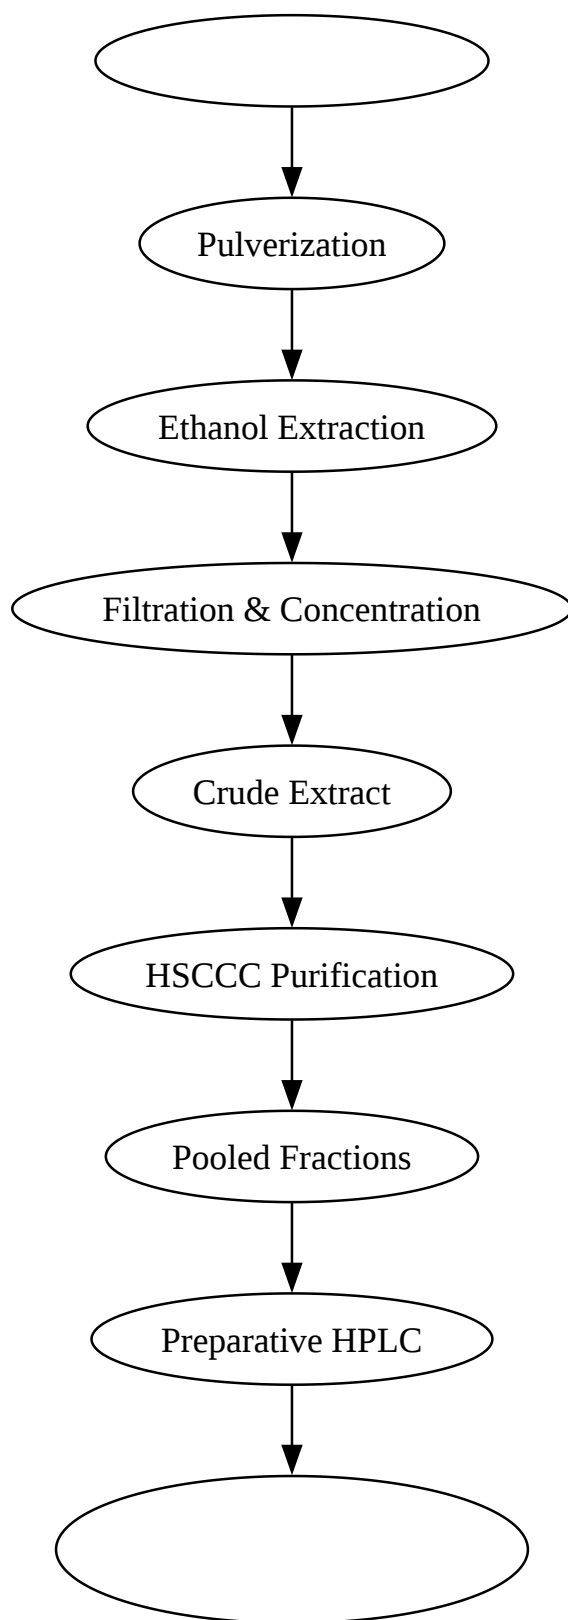 Pulverization
Ethanol Extraction
Filtration & Concentration
Crude Extract
HSCCC Purification
Pooled Fractions
Preparative HPLC